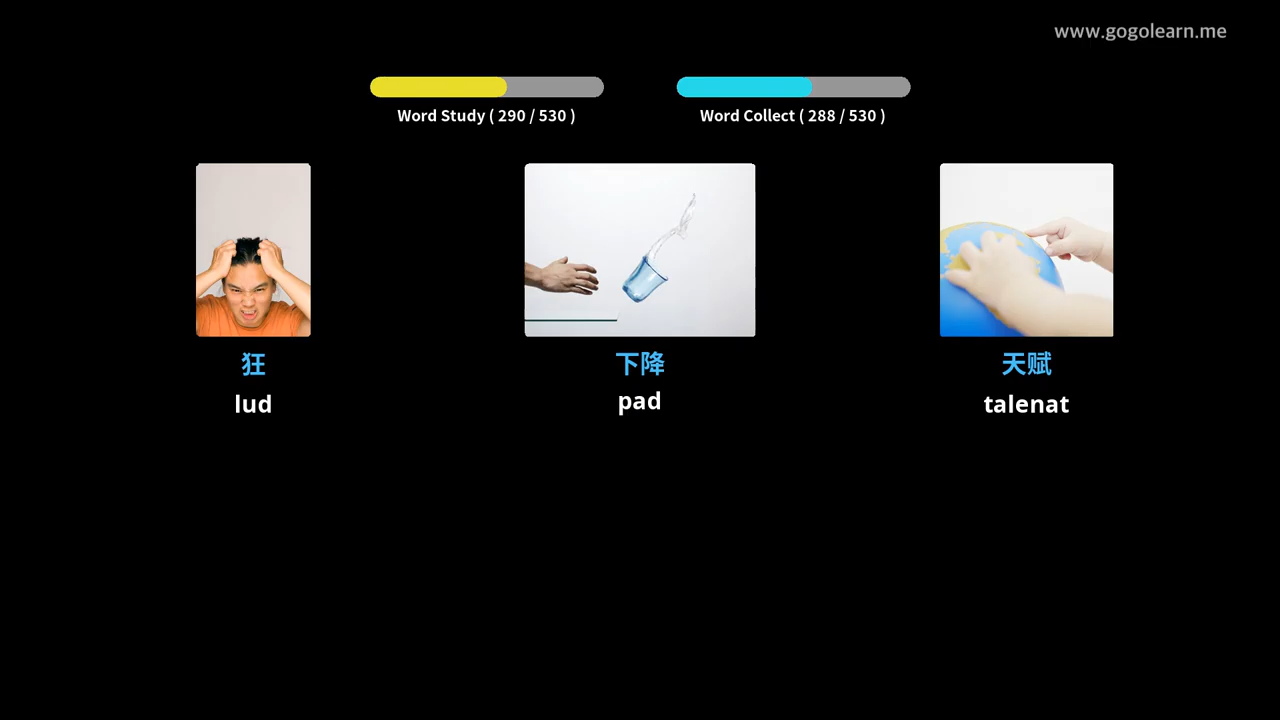 www.gogolearn.me
Word Study ( 290 / 530 )
Word Collect ( 288 / 530 )
狂
下降
天赋
lud
pad
talenat